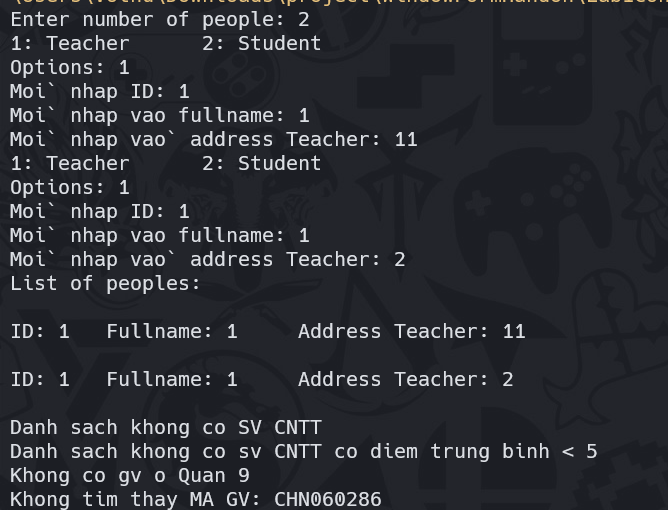 Enter number of people: 2
1: Teacher      2: Student
Options: 1
Moi` nhap ID: 1
Moi` nhap vao fullname: 1
Moi` nhap vao` address Teacher: 11
1: Teacher      2: Student
Options: 1
Moi` nhap ID: 1
Moi` nhap vao fullname: 1
Moi` nhap vao` address Teacher: 2
List of peoples:
ID: 1   Fullname: 1     Address Teacher: 11
ID: 1   Fullname: 1     Address Teacher: 2
Danh sach khong co SV CNTT
Danh sach khong co sv CNTT co diem trung binh < 5
Khong co gv o Quan 9
Khong tim thay MA GV: CHN060286